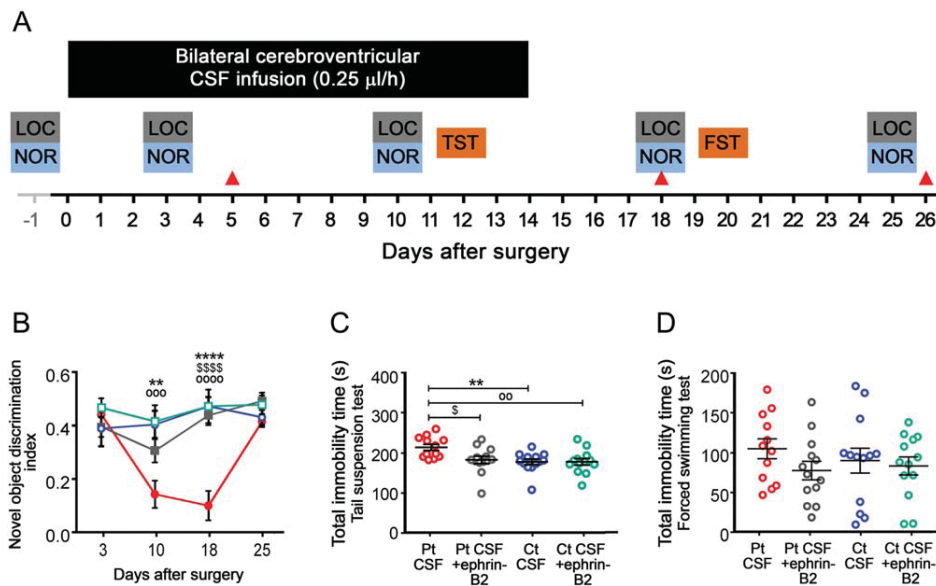 A
Bilateral cerebroventricular
CSF infusion (0.25 µl/h)
LOC LOC LOC LOC LOC
NOR NOR NOR TST NOR FST NOR
-1 0 1 2 3 4 5 6 7 8 9 10 11 12 13 14 15 16 17 18 19 20 21 22 23 24 25 26
Days after surgery
B
Novel object discrimination
index
0.6
0.4
0.2
0.0
**
ooo
****
$$$$
oooo
3 10 18 25
Days after surgery
C
Total immobility time (s)
Tail suspension test
400
300
200
100
0
**
oo
$
Pt Pt CSF Ct Ct CSF
CSF +ephrin- CSF +ephrin-
B2 B2
D
Total immobility time (s)
Forced swimming test
200
150
100
50
0
Pt Pt CSF Ct Ct CSF
CSF +ephrin- CSF +ephrin-
B2 B2